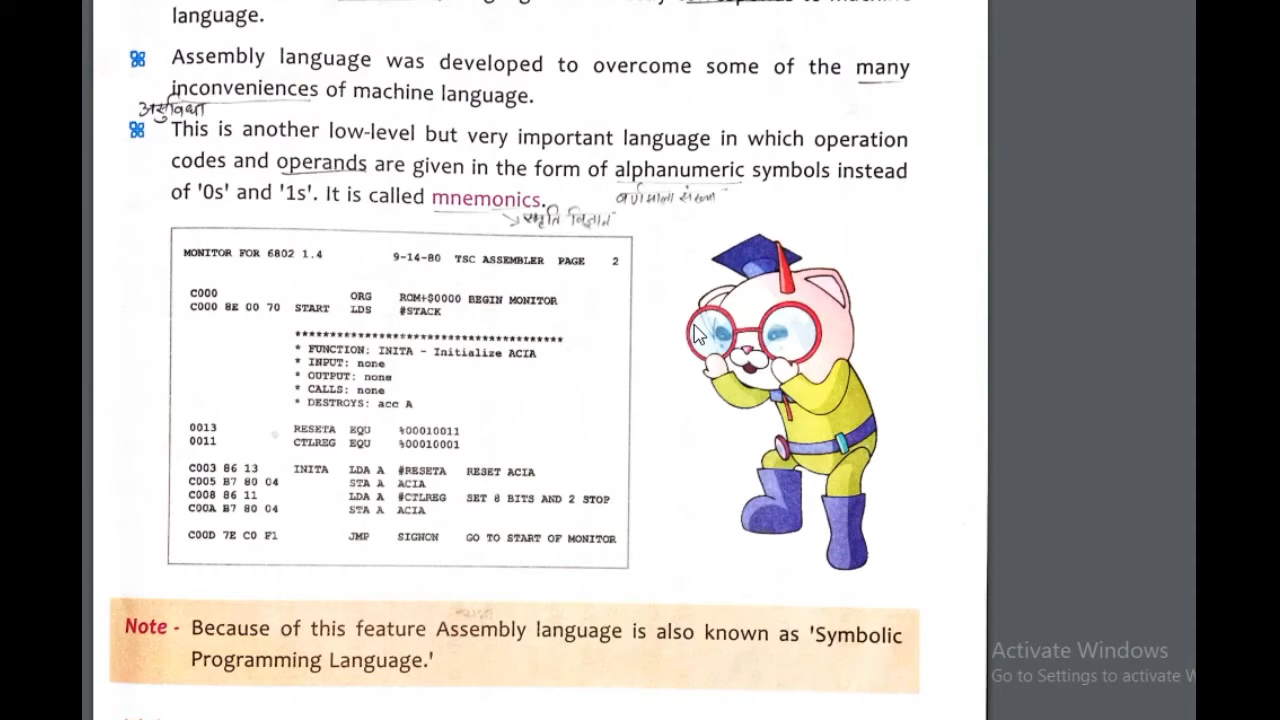 language.
Assembly language was developed to overcome some of the many
inconveniences of machine language.
असुविधा
This is another low-level but very important language in which operation
codes and operands are given in the form of alphanumeric symbols instead
of '0s' and '1s'. It is called mnemonics.
वर्णमाला संख्या
स्मृति विज्ञान
MONITOR FOR 6802 1.4 9-14-80 TSC ASSEMBLER PAGE 2
C000 ORG ROM+$0000 BEGIN MONITOR
C000 8E 00 70 START LDS #STACK
**************************************
* FUNCTION: INITA - Initialize ACIA
* INPUT: none
* OUTPUT: none
* CALLS: none
* DESTROYS: acc A
0013 RESETA EQU %00010011
0011 CTLREG EQU %00010001
C003 86 13 INITA LDA A #RESETA RESET ACIA
C005 B7 80 04 STA A ACIA
C008 86 11 LDA A #CTLREG SET 8 BITS AND 2 STOP
C00A B7 80 04 STA A ACIA
C00D 7E C0 F1 JMP SIGNON GO TO START OF MONITOR
Note - Because of this feature Assembly language is also known as 'Symbolic
Programming Language.'
Activate Windows
Go to Settings to activate